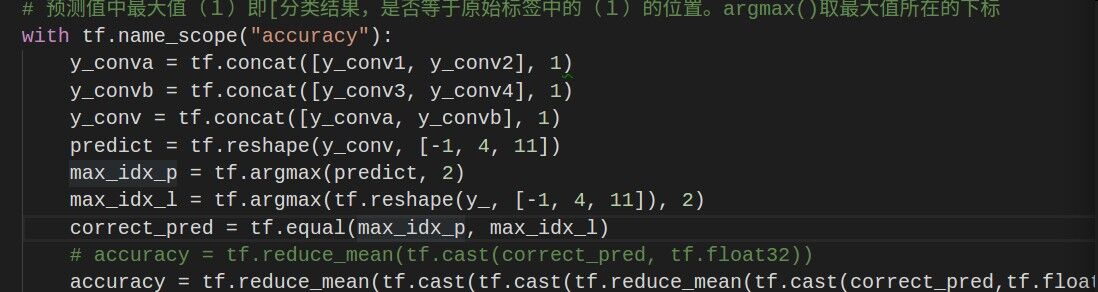 # 预测值中最大值（１）即[分类结果，是否等于原始标签中的（１）的位置。argmax()取最大值所在的下标
with tf.name_scope("accuracy"):
    y_conva = tf.concat([y_conv1, y_conv2], 1)
    y_convb = tf.concat([y_conv3, y_conv4], 1)
    y_conv = tf.concat([y_conva, y_convb], 1)
    predict = tf.reshape(y_conv, [-1, 4, 11])
    max_idx_p = tf.argmax(predict, 2)
    max_idx_l = tf.argmax(tf.reshape(y_, [-1, 4, 11]), 2)
    correct_pred = tf.equal(max_idx_p, max_idx_l)
    # accuracy = tf.reduce_mean(tf.cast(correct_pred, tf.float32))
    accuracy = tf.reduce_mean(tf.cast(tf.cast(tf.reduce_mean(tf.cast(correct_pred,tf.float